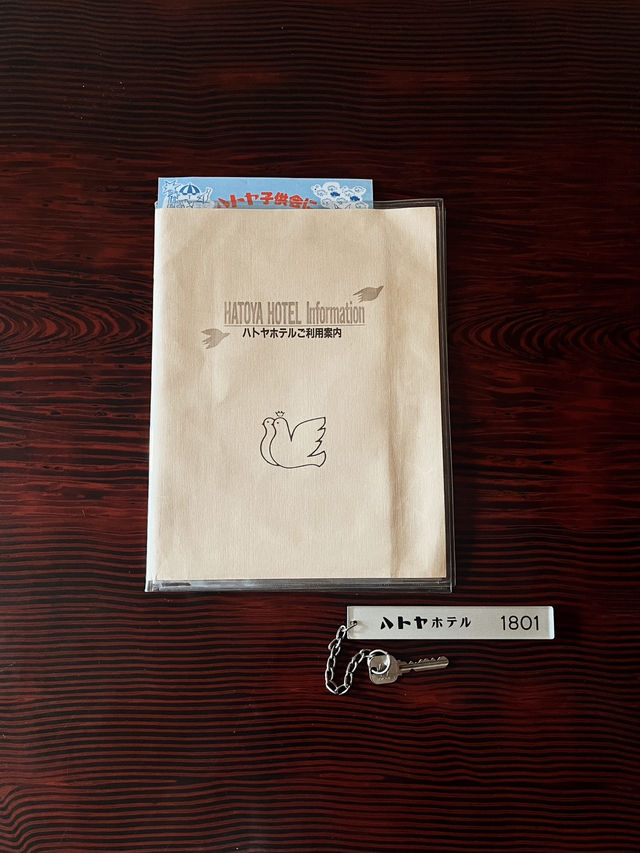 ハトヤ子供会に
HATOYA HOTEL Information
ハトヤホテルご利用案内
ハトヤホテル 1801